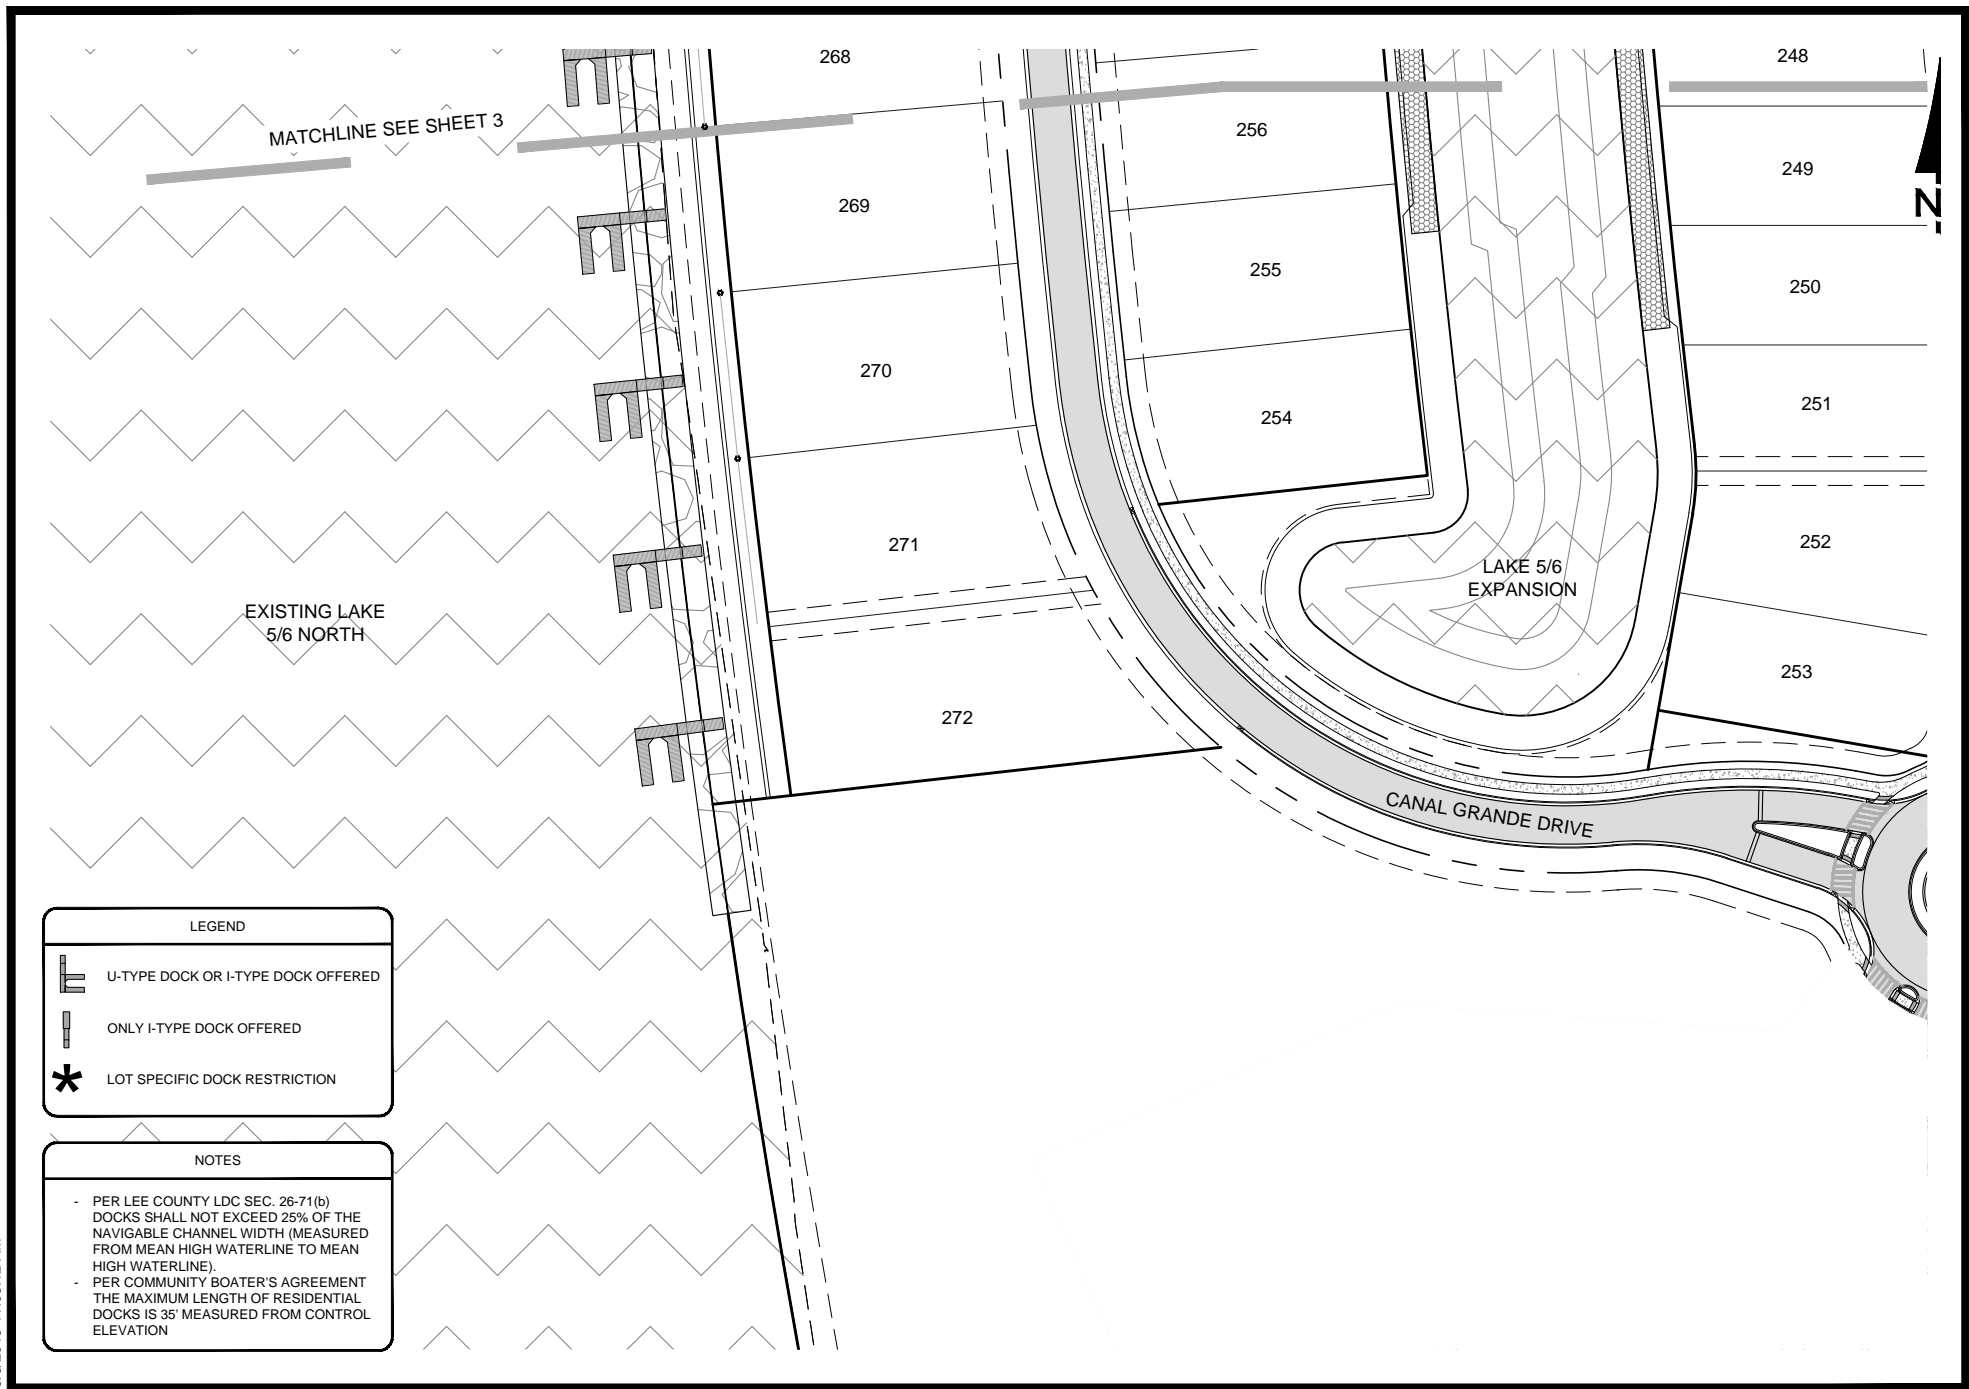 268
248
MATCHLINE SEE SHEET 3
256
249
N
269
255
250
270
254
251
271
252
LAKE 5/6
EXPANSION
EXISTING LAKE
5/6 NORTH
253
272
CANAL GRANDE DRIVE
LEGEND
U-TYPE DOCK OR I-TYPE DOCK OFFERED
ONLY I-TYPE DOCK OFFERED
* LOT SPECIFIC DOCK RESTRICTION
NOTES
- PER LEE COUNTY LDC SEC. 26-71(b)
DOCKS SHALL NOT EXCEED 25% OF THE
NAVIGABLE CHANNEL WIDTH (MEASURED
FROM MEAN HIGH WATERLINE TO MEAN
HIGH WATERLINE).
- PER COMMUNITY BOATER'S AGREEMENT
THE MAXIMUM LENGTH OF RESIDENTIAL
DOCKS IS 35' MEASURED FROM CONTROL
ELEVATION